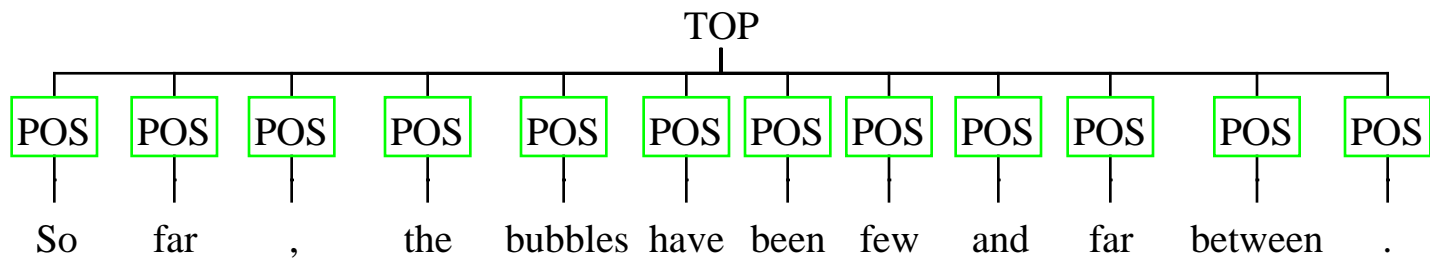 TOP
POS POS POS POS POS POS POS POS POS POS POS POS
So far , the bubbles have been few and far between .